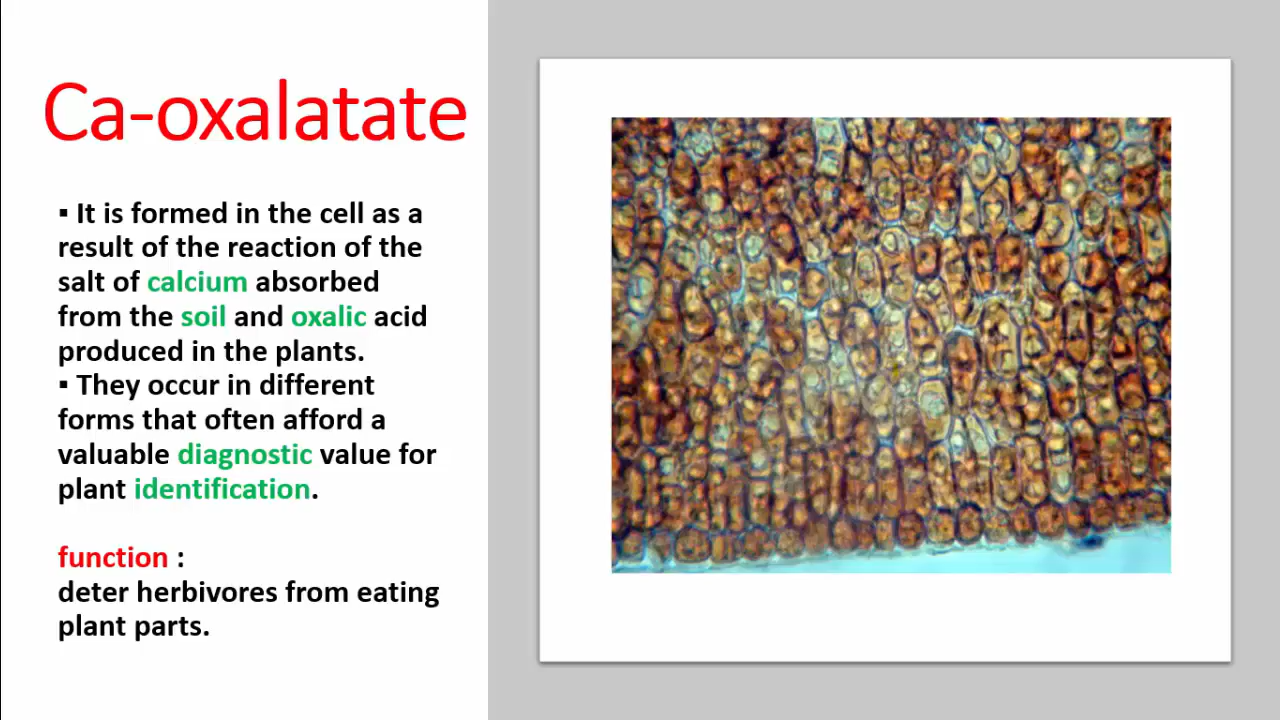 Ca-oxalatate
▪ It is formed in the cell as a
result of the reaction of the
salt of calcium absorbed
from the soil and oxalic acid
produced in the plants.
▪ They occur in different
forms that often afford a
valuable diagnostic value for
plant identification.
function :
deter herbivores from eating
plant parts.